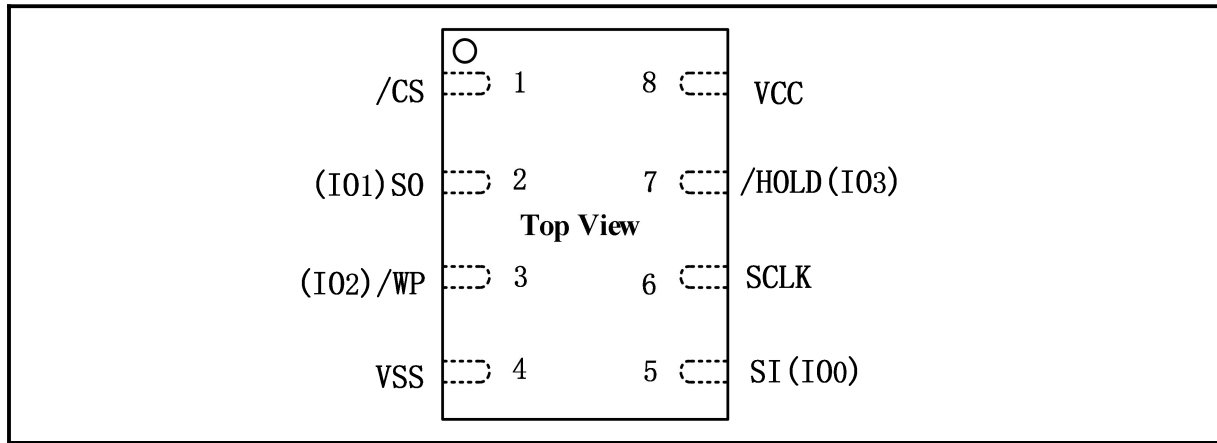 /CS 1 8 VCC
(IO1)SO 2 7 /HOLD(IO3)
Top View
(IO2)/WP 3 6 SCLK
VSS 4 5 SI(IO0)